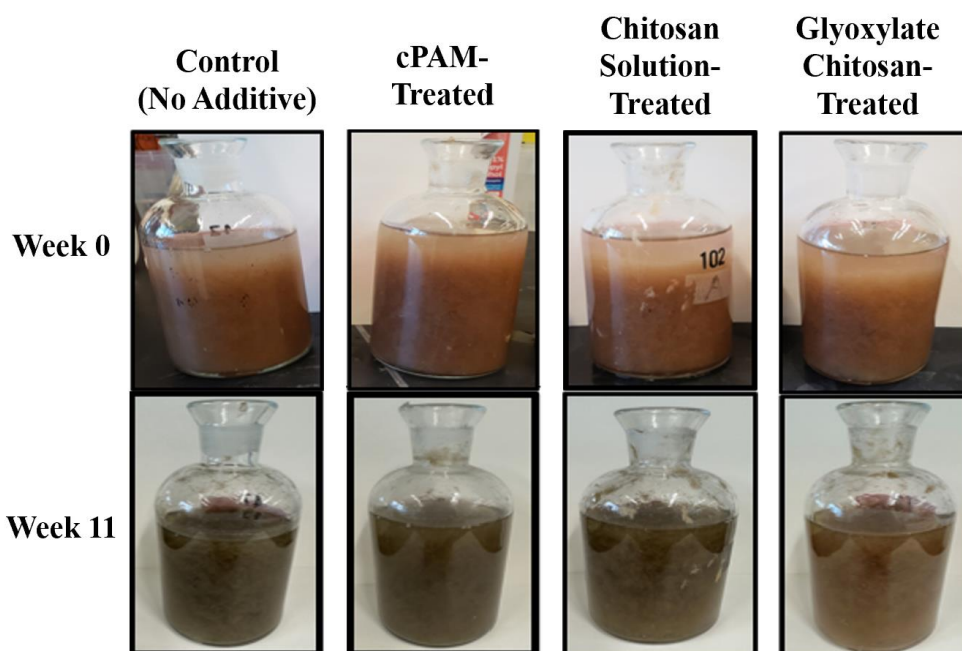 Control
(No Additive)
cPAM-
Treated
Chitosan
Solution-
Treated
Glyoxylate
Chitosan-
Treated
Week 0
102
A
Week 11